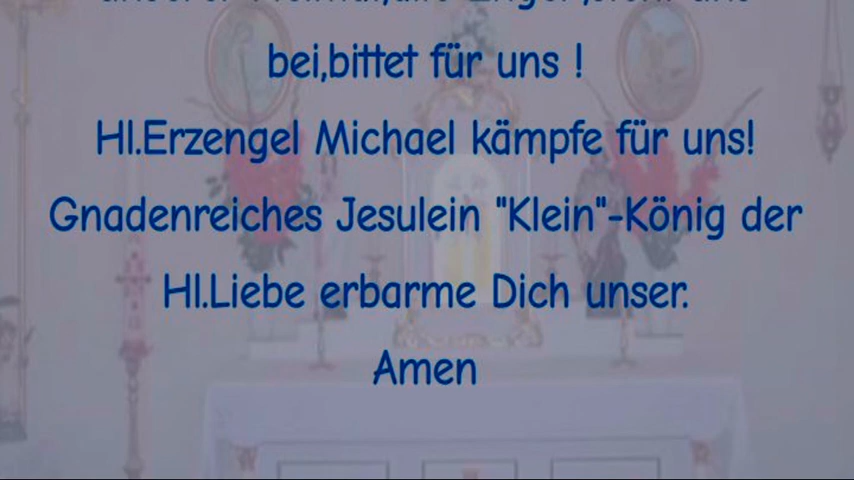 bei,bittet für uns !
Hl.Erzengel Michael kämpfe für uns!
Gnadenreiches Jesulein "Klein"-König der
Hl.Liebe erbarme Dich unser.
Amen